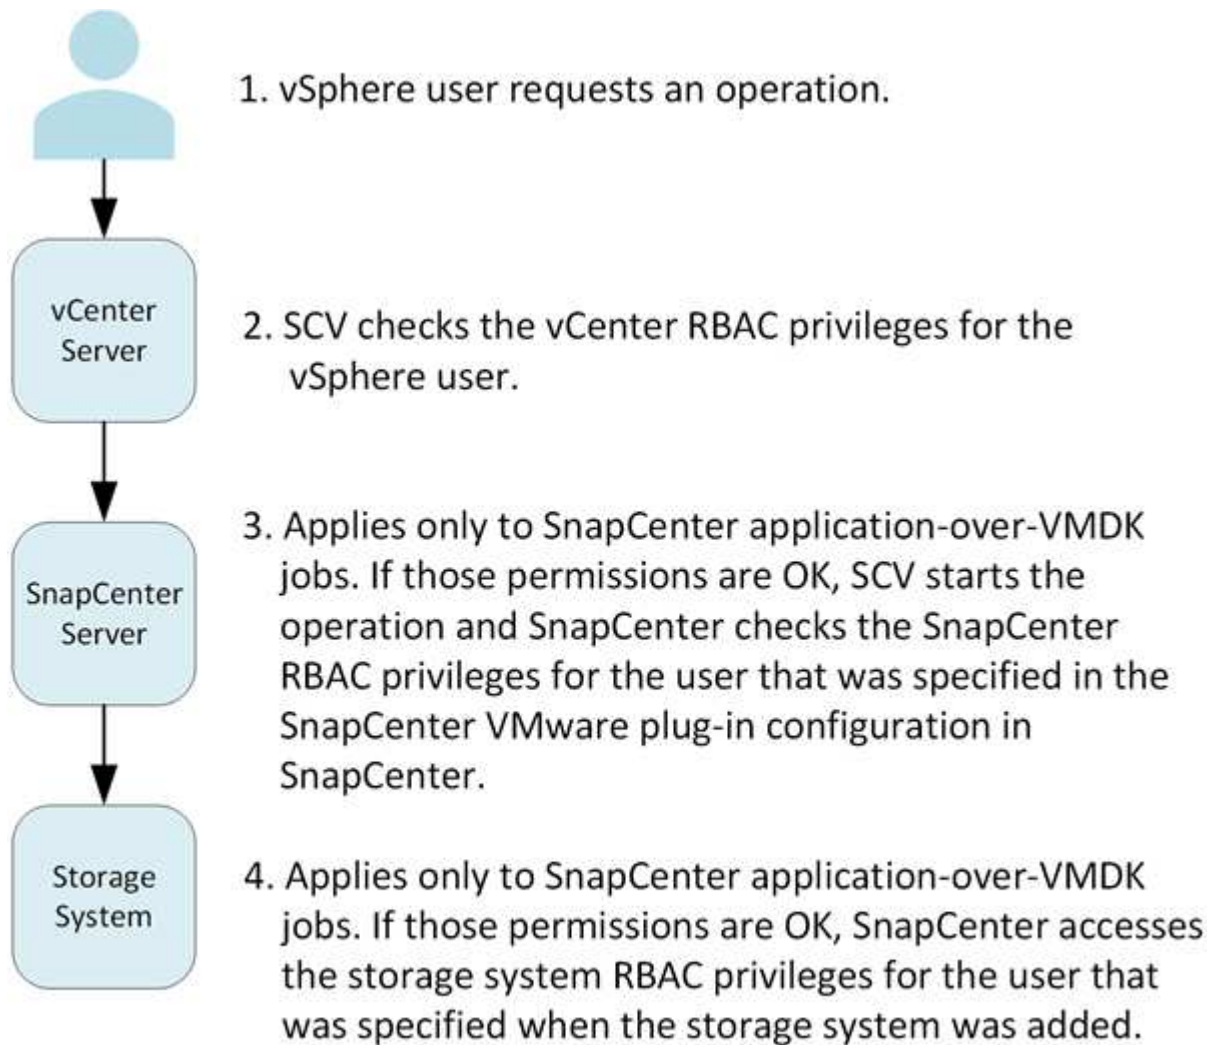 1. vSphere user requests an operation.
vCenter
Server
2. SCV checks the vCenter RBAC privileges for the
vSphere user.
SnapCenter
Server
3. Applies only to SnapCenter application-over-VMDK
jobs. If those permissions are OK, SCV starts the
operation and SnapCenter checks the SnapCenter
RBAC privileges for the user that was specified in the
SnapCenter VMware plug-in configuration in
SnapCenter.
Storage
System
4. Applies only to SnapCenter application-over-VMDK
jobs. If those permissions are OK, SnapCenter accesses
the storage system RBAC privileges for the user that
was specified when the storage system was added.